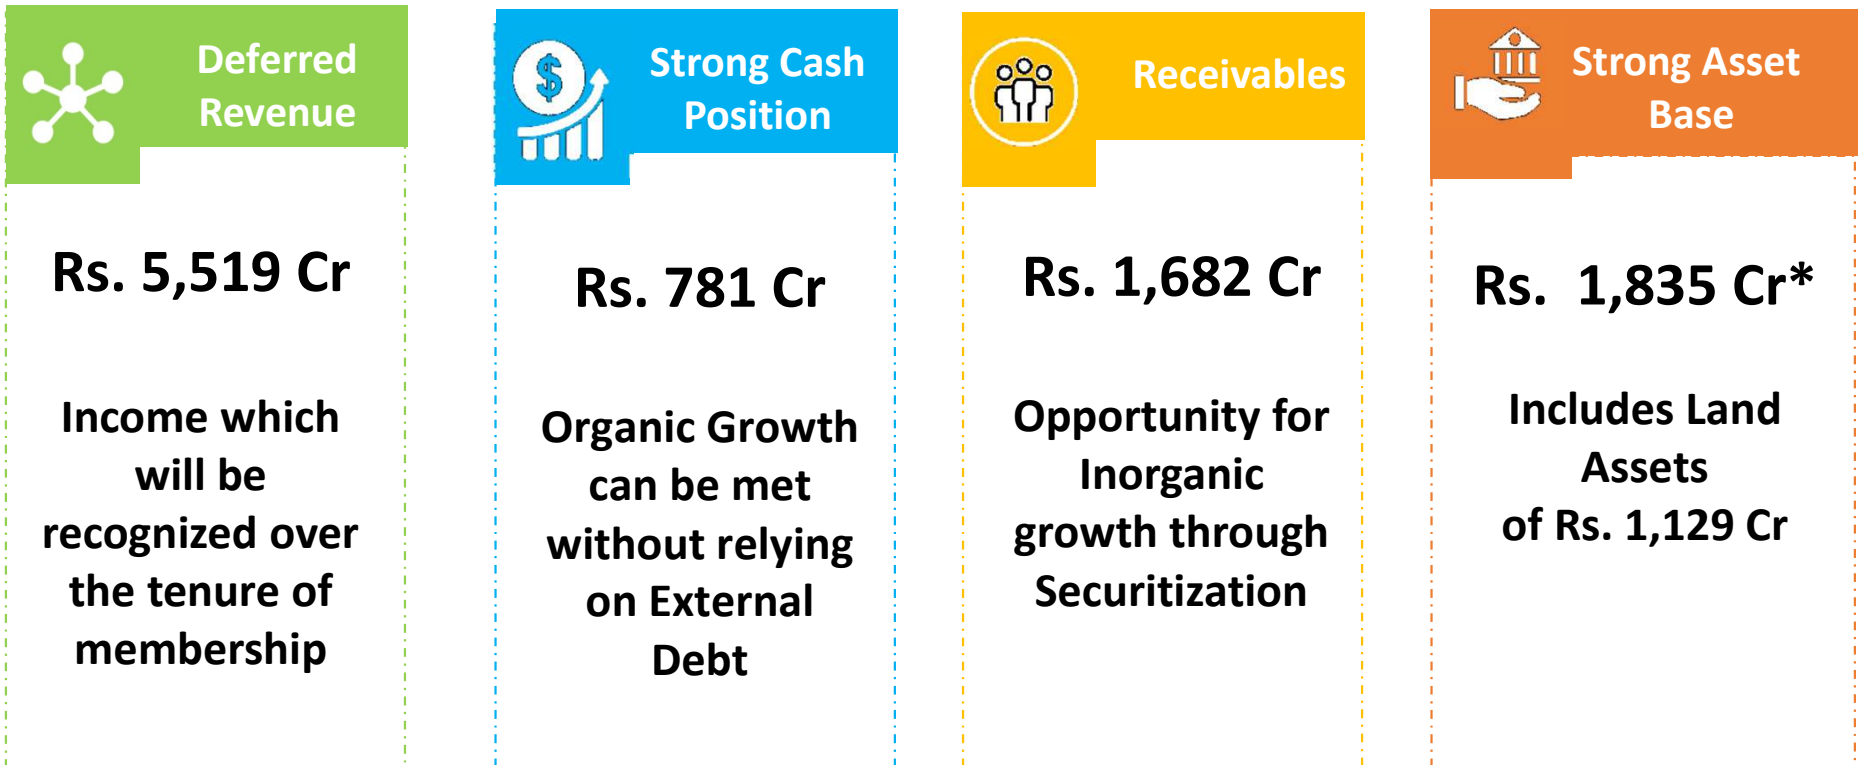 Deferred
Revenue
Rs. 5,519 Cr
Income which
will be
recognized over
the tenure of
membership
Strong Cash
Position
$
Rs. 781 Cr
Organic Growth
can be met
without relying
on External
Debt
Receivables
Rs. 1,682 Cr
Opportunity for
Inorganic
growth through
Securitization
Strong Asset
Base
Rs. 1,835 Cr*
Includes Land
Assets
of Rs. 1,129 Cr